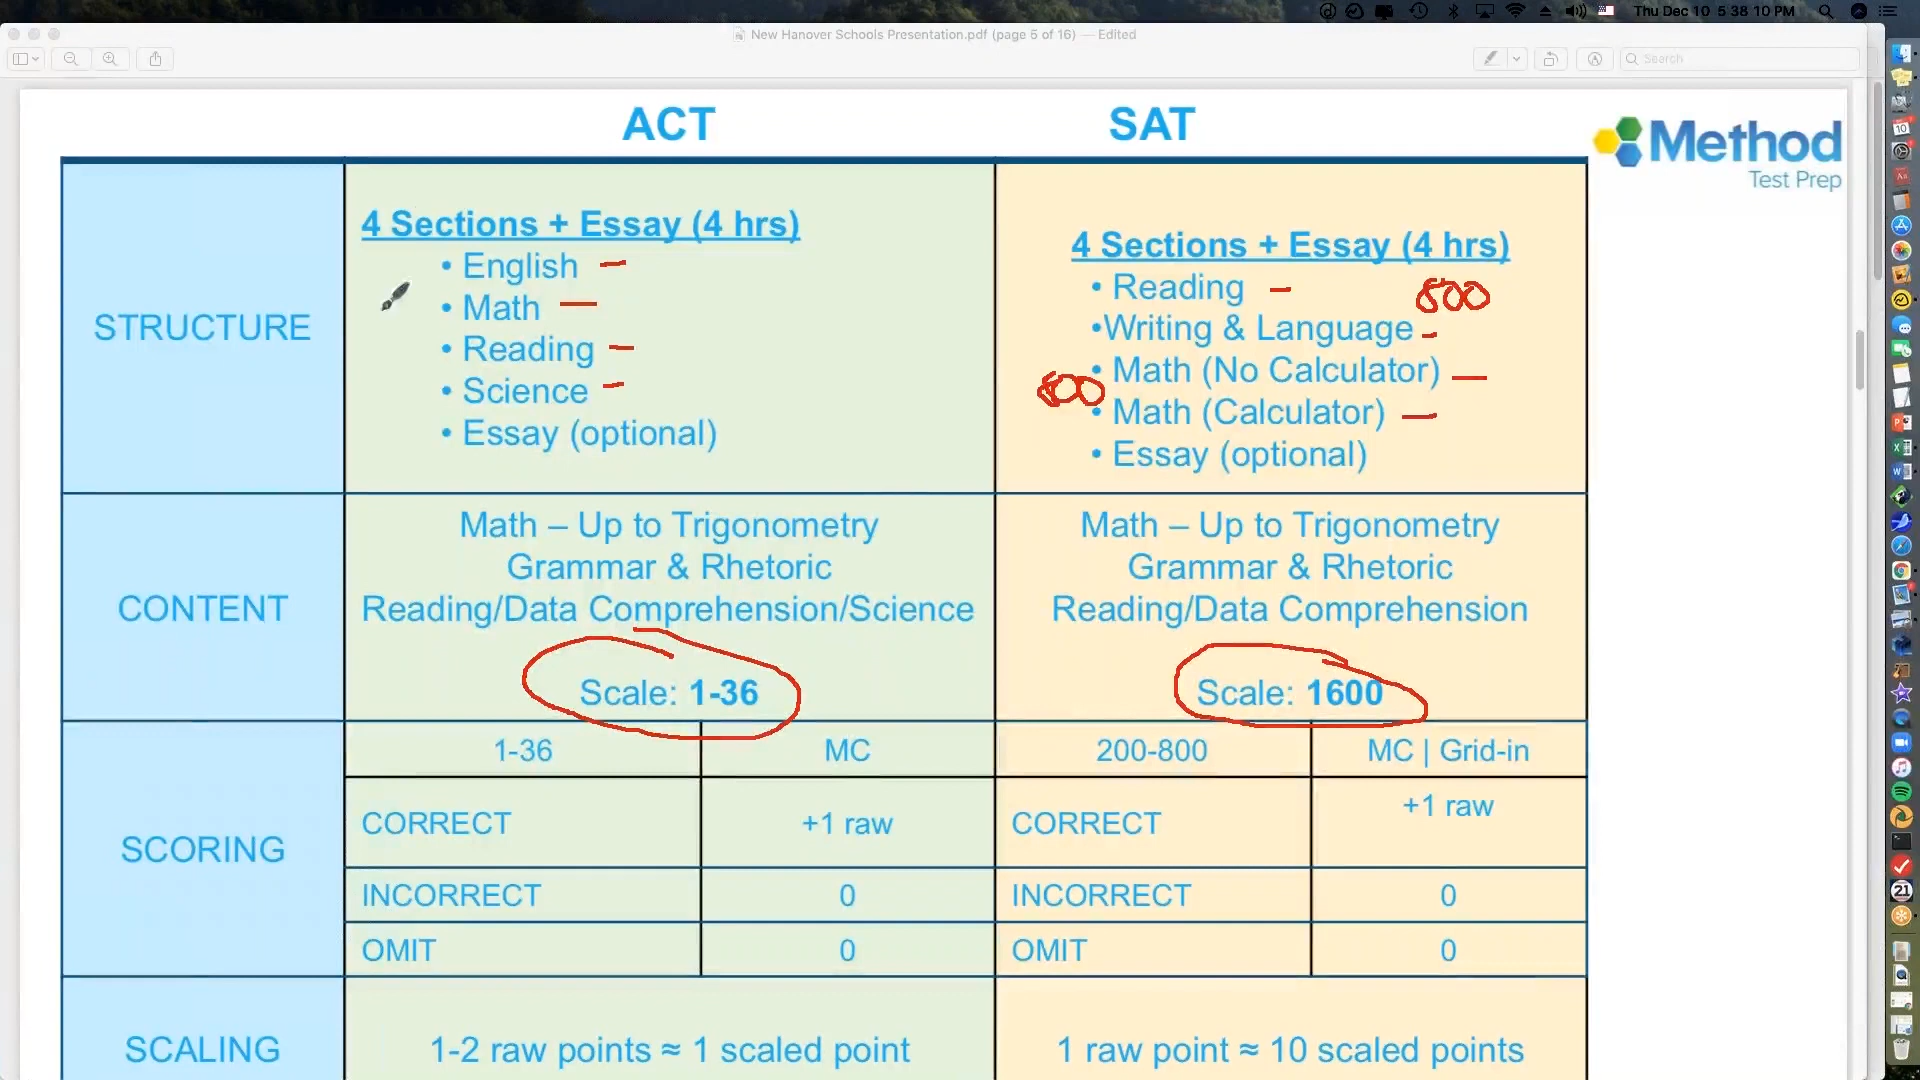 Thu Dec 10 5 38 10 PM
New Hanover Schools Presentation.pdf (page 5 of 16) — Edited
Search
ACT SAT
Method
Test Prep
STRUCTURE
4 Sections + Essay (4 hrs)
• English
• Math
• Reading
• Science
• Essay (optional)
4 Sections + Essay (4 hrs)
• Reading
800
•Writing & Language
• Math (No Calculator)
800
• Math (Calculator)
• Essay (optional)
CONTENT
Math – Up to Trigonometry
Grammar & Rhetoric
Reading/Data Comprehension/Science
Scale: 1-36
Math – Up to Trigonometry
Grammar & Rhetoric
Reading/Data Comprehension
Scale: 1600
SCORING
1-36 MC 200-800 MC | Grid-in
CORRECT +1 raw CORRECT +1 raw
INCORRECT 0 INCORRECT 0
OMIT 0 OMIT 0
SCALING
1-2 raw points ≈ 1 scaled point
1 raw point ≈ 10 scaled points
10
21